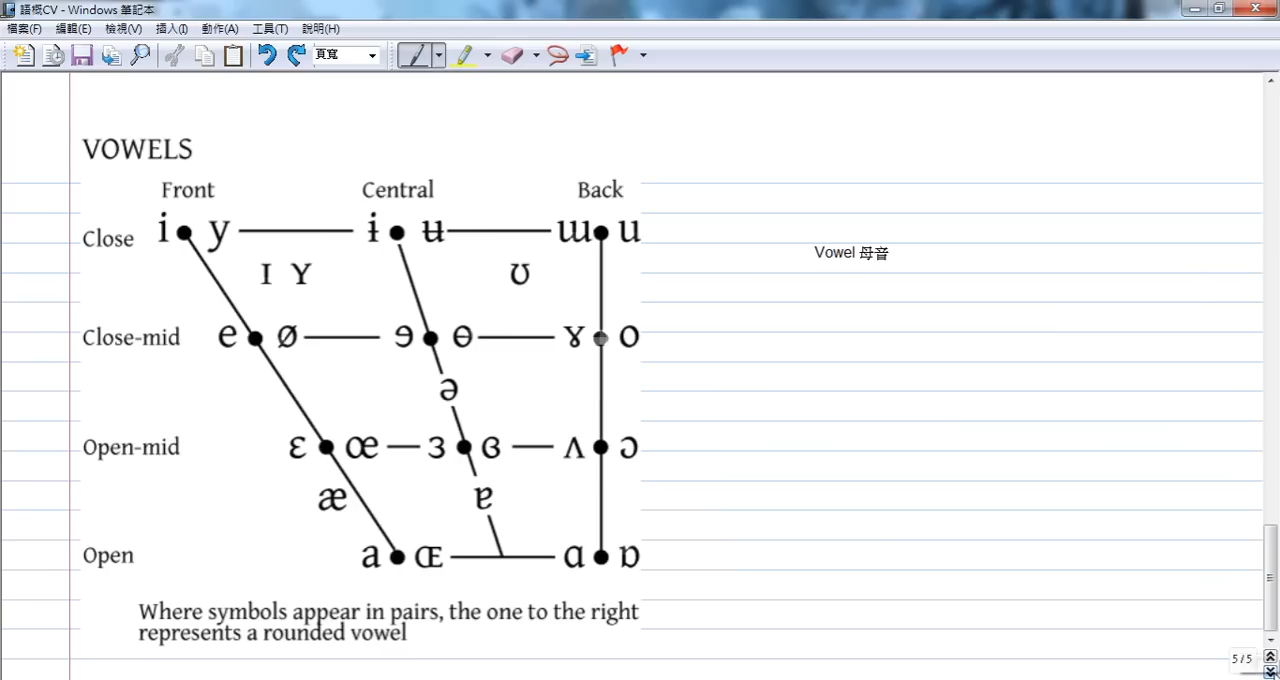 語概CV - Windows 筆記本
檔案(F) 編輯(E) 檢視(V) 插入(I) 動作(A) 工具(T) 說明(H)
頁寬
VOWELS
Front Central Back
Close i y ɨ ʉ ɯ u
Vowel 母音
ɪ ʏ ʊ
Close-mid e ø ɘ ɵ ɤ o
ə
Open-mid ɛ œ ɜ ɞ ʌ ɔ
æ ɐ
Open a ɶ ɑ ɒ
Where symbols appear in pairs, the one to the right
represents a rounded vowel
5/5